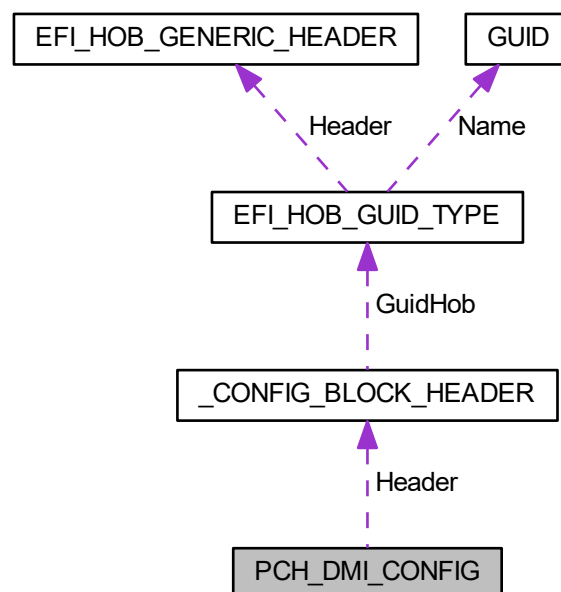 EFI_HOB_GENERIC_HEADER
GUID
Header
Name
EFI_HOB_GUID_TYPE
GuidHob
_CONFIG_BLOCK_HEADER
Header
PCH_DMI_CONFIG